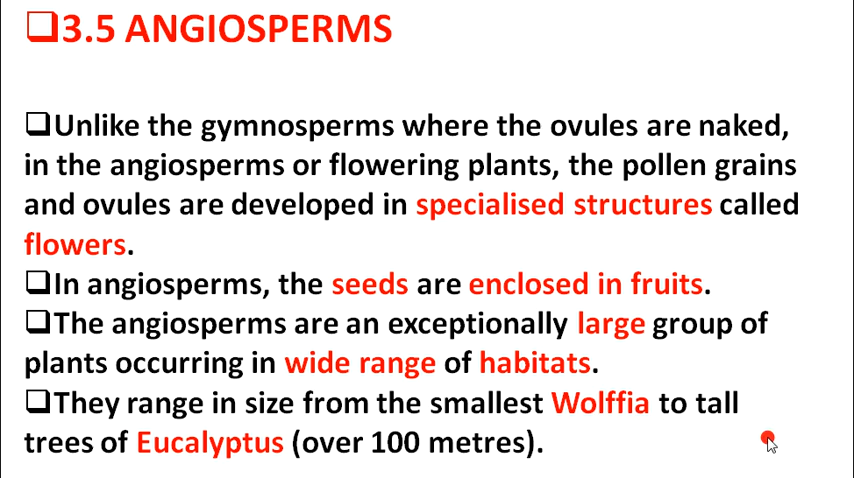 ❑3.5 ANGIOSPERMS
❑Unlike the gymnosperms where the ovules are naked,
in the angiosperms or flowering plants, the pollen grains
and ovules are developed in specialised structures called
flowers.
❑In angiosperms, the seeds are enclosed in fruits.
❑The angiosperms are an exceptionally large group of
plants occurring in wide range of habitats.
❑They range in size from the smallest Wolffia to tall
trees of Eucalyptus (over 100 metres).